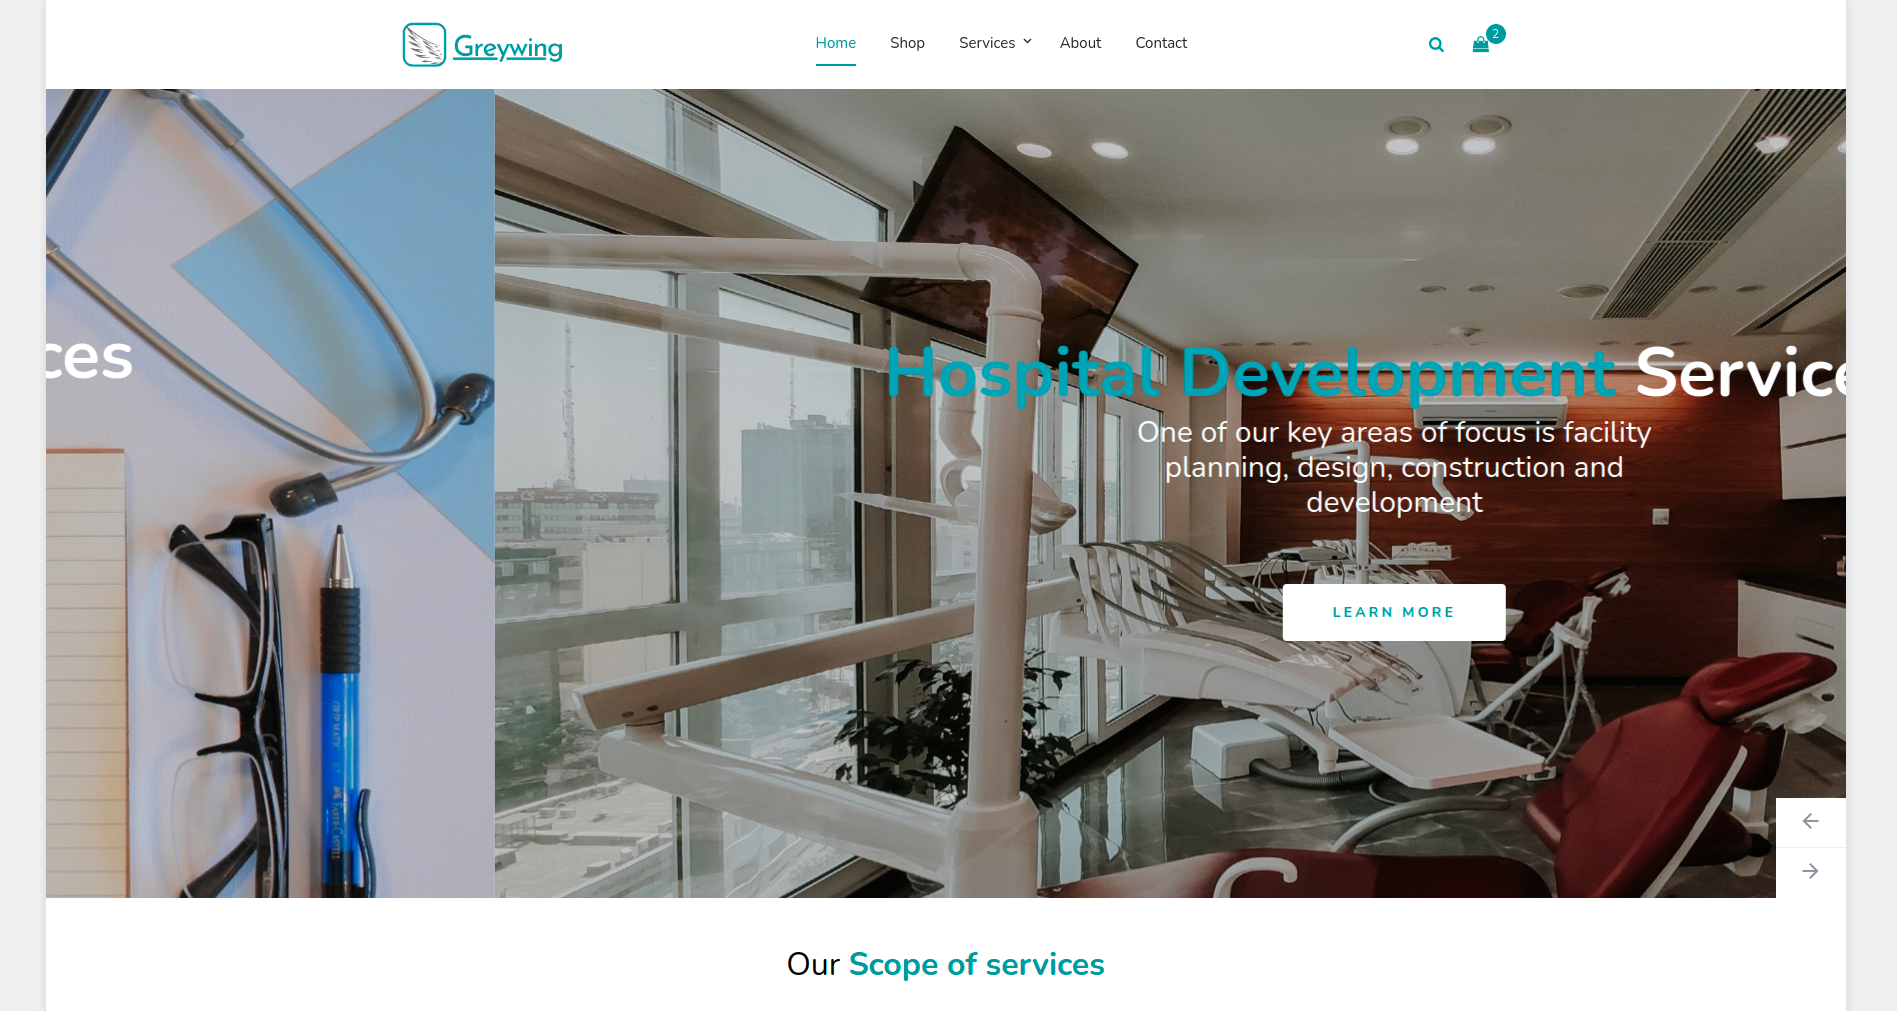 Greywing
Home
Shop
Services
About
Contact
2
ces
Hospital Development Service
One of our key areas of focus is facility
planning, design, construction and
development
LEARN MORE
Our Scope of services